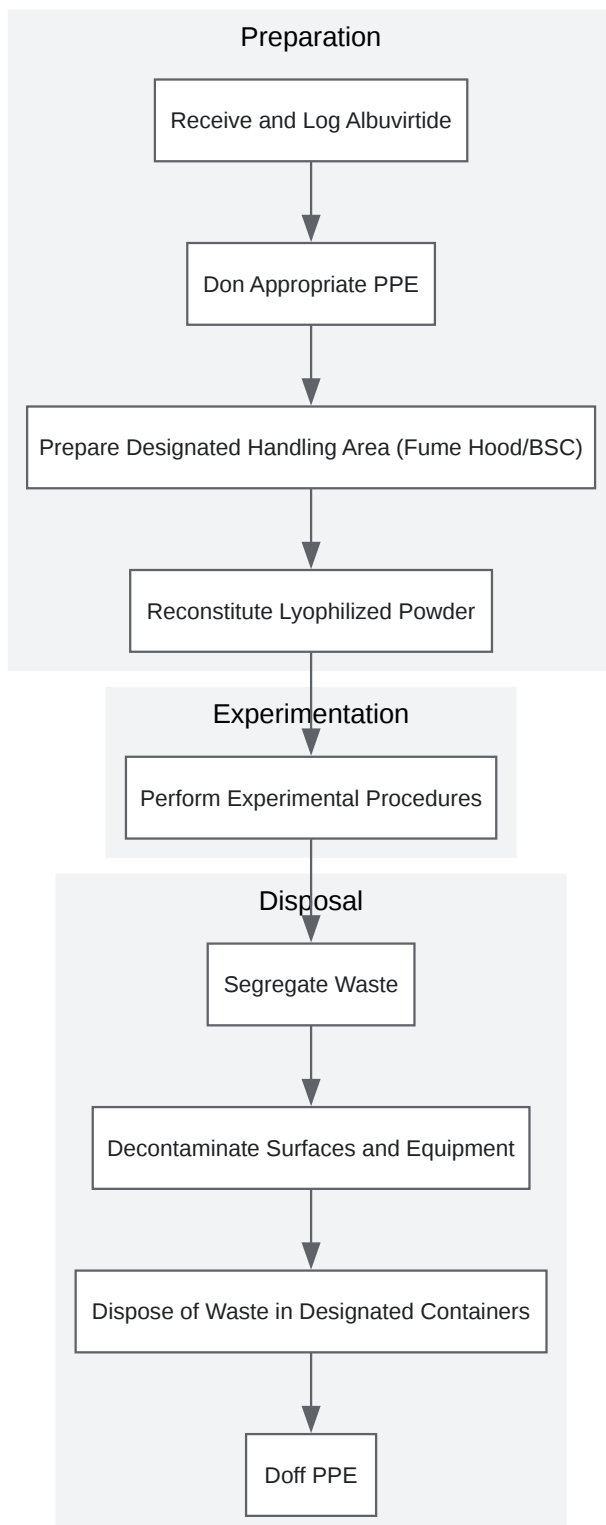 Preparation
Receive and Log Albuvirtide
Don Appropriate PPE
Prepare Designated Handling Area (Fume Hood/BSC)
Reconstitute Lyophilized Powder
Experimentation
Perform Experimental Procedures
Disposal
Segregate Waste
Decontaminate Surfaces and Equipment
Dispose of Waste in Designated Containers
Doff PPE